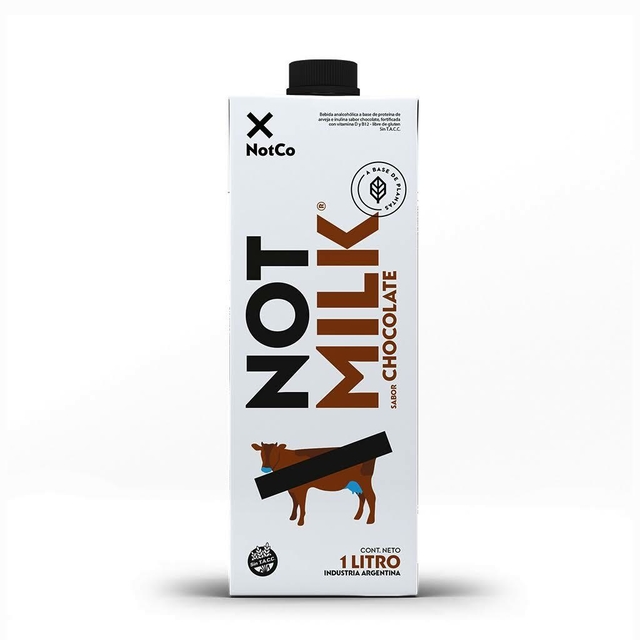 NotCo
Bebida analcohólica a base de proteína de
arveja e inulina sabor chocolate, fortificada
con vitamina D y B12 - libre de gluten
Sin T.A.C.C.
A BASE DE PLANTAS
NOT
MILK®
SABOR CHOCOLATE
Sin T.A.C.C.
CONT. NETO
1 LITRO
INDUSTRIA ARGENTINA